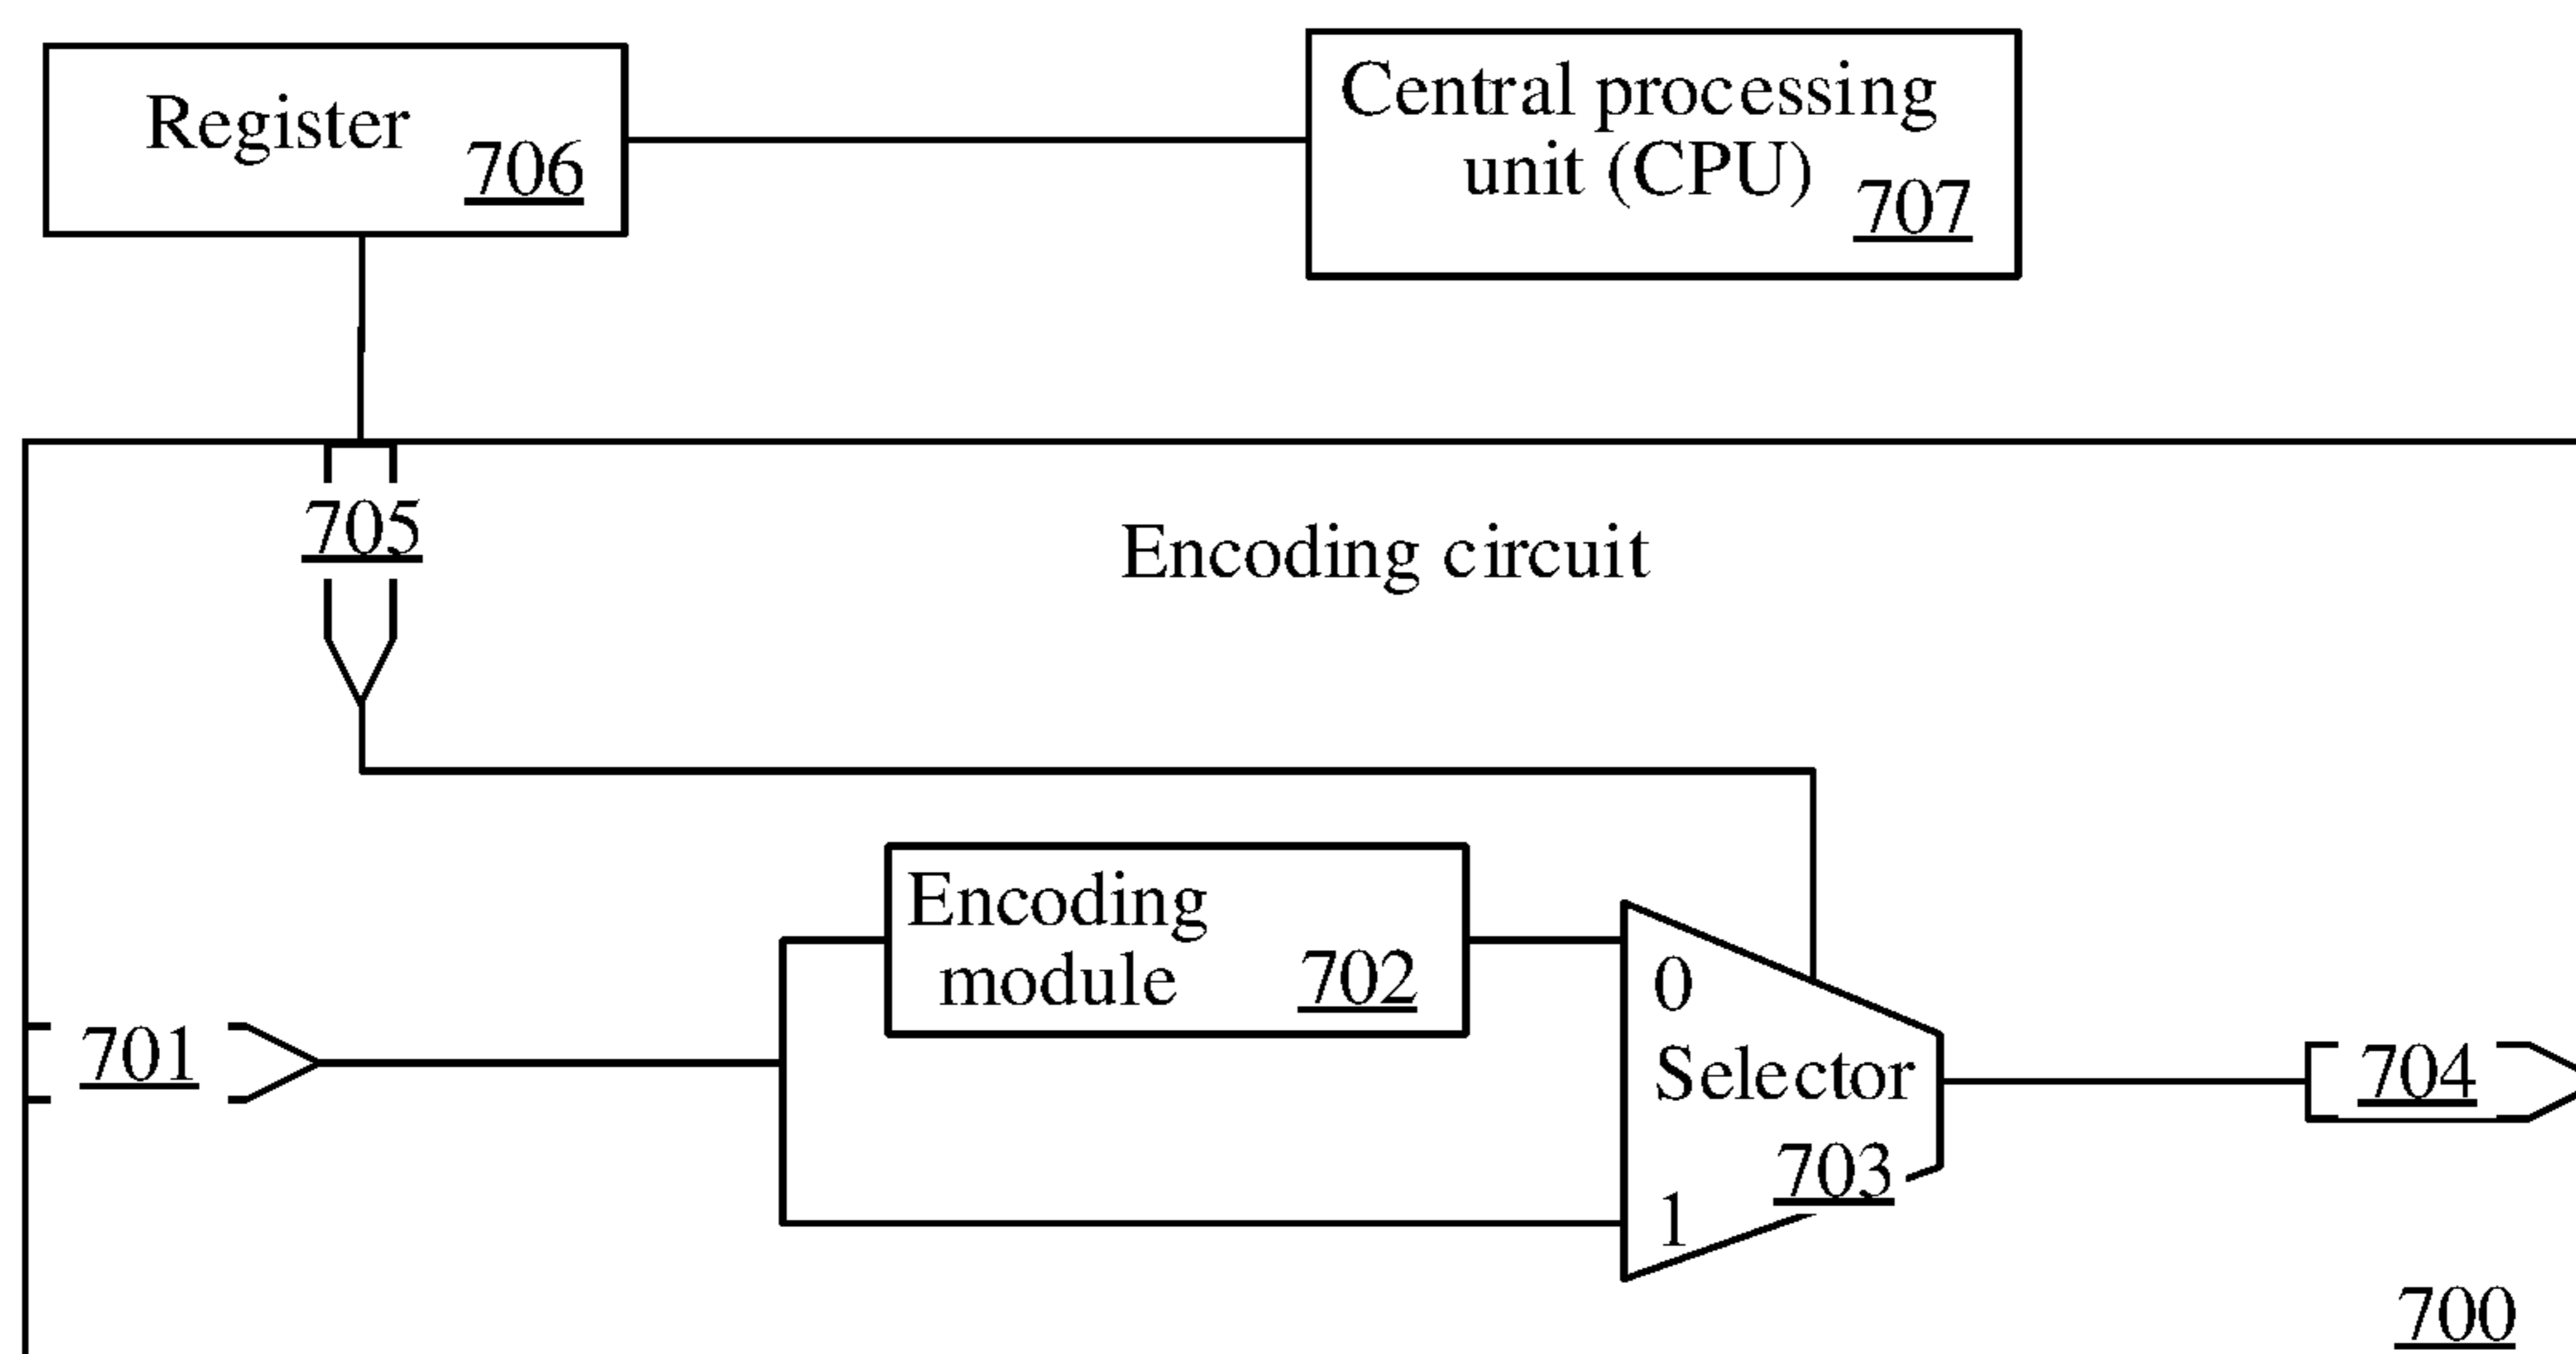 Register
706
Central processing
unit (CPU)
707
705
Encoding circuit
Encoding
module
702
0
Selector
703
1
701
704
700